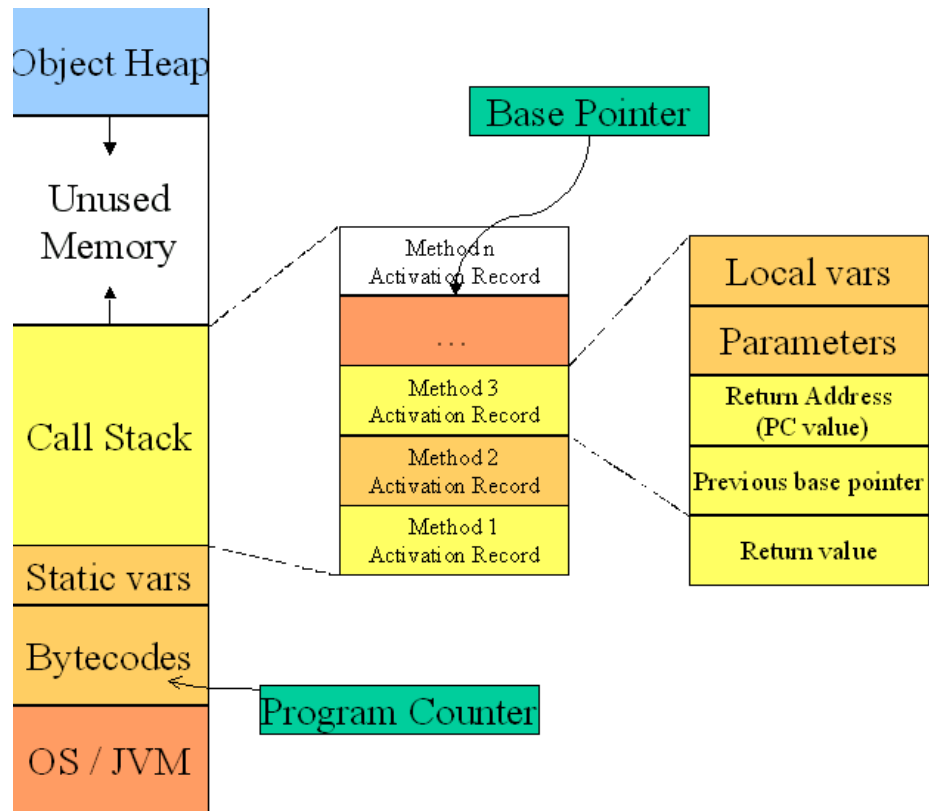 Object Heap
Unused
Memory
Call Stack
Static vars
Bytecodes
OS / JVM
Base Pointer
Method n
Activation Record
...
Method 3
Activation Record
Method 2
Activation Record
Method 1
Activation Record
Program Counter
Local vars
Parameters
Return Address
(PC value)
Previous base pointer
Return value